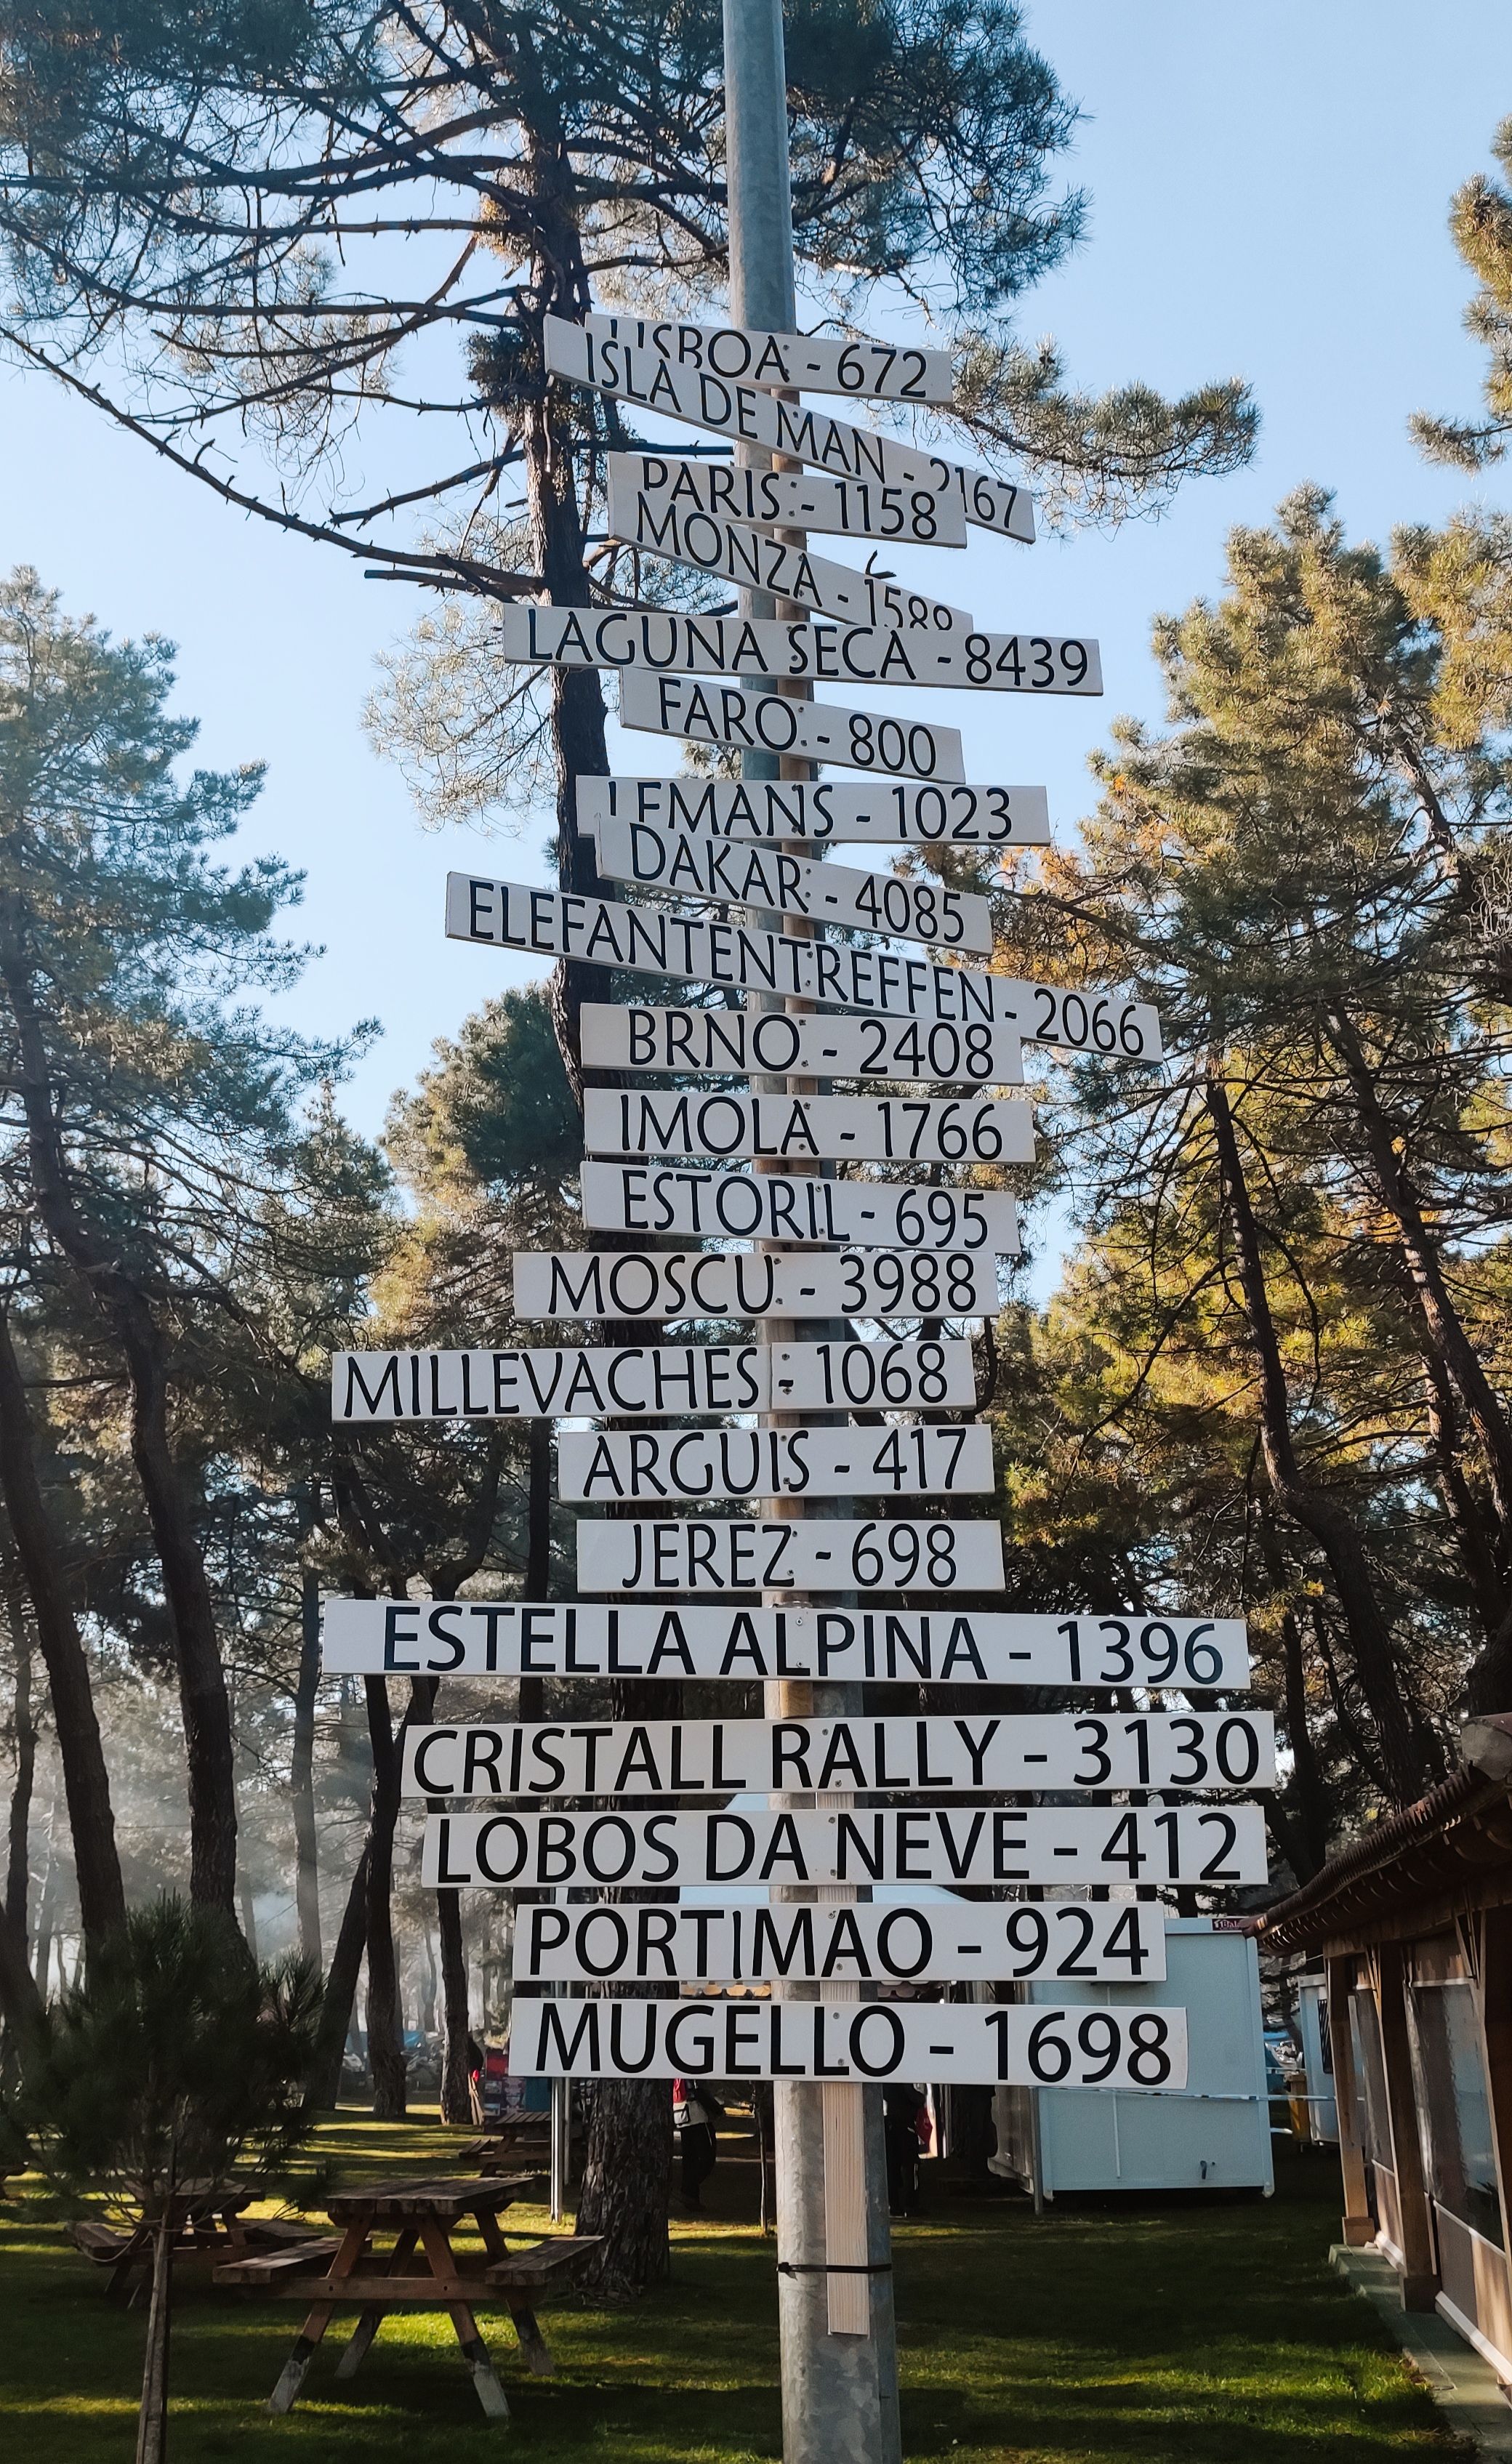 LISBOA - 672
ISLA DE MAN - 2167
PARIS - 1158
MONZA - 1589
LAGUNA SECA - 8439
FARO - 800
LEMANS - 1023
DAKAR - 4085
ELEFANTENTREFFEN - 2066
BRNO - 2408
IMOLA - 1766
ESTORIL - 695
MOSCU - 3988
MILLEVACHES - 1068
ARGUIS - 417
JEREZ - 698
ESTELLA ALPINA - 1396
CRISTALL RALLY - 3130
LOBOS DA NEVE - 412
PORTIMAO - 924
MUGELLO - 1698